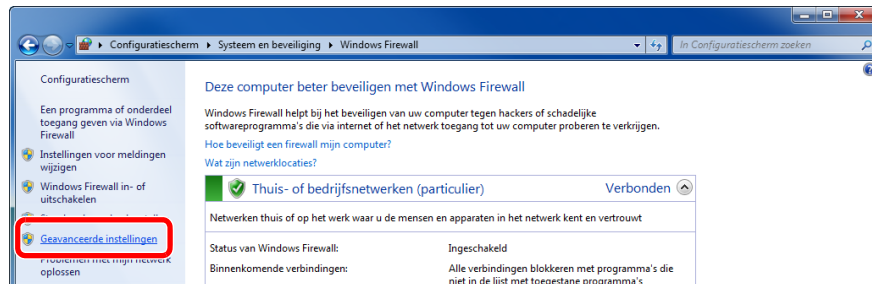 Configuratiescherm ▸ Systeem en beveiliging ▸ Windows Firewall
In Configuratiescherm zoeken
Configuratiescherm
Een programma of onderdeel
toegang geven via Windows
Firewall
Instellingen voor meldingen
wijzigen
Windows Firewall in- of
uitschakelen
Geavanceerde instellingen
Problemen met mijn netwerk
oplossen
Deze computer beter beveiligen met Windows Firewall
Windows Firewall helpt bij het beveiligen van uw computer tegen hackers of schadelijke
softwareprogramma's die via internet of het netwerk toegang tot uw computer proberen te verkrijgen.
Hoe beveiligt een firewall mijn computer?
Wat zijn netwerklocaties?
Thuis- of bedrijfsnetwerken (particulier) Verbonden
Netwerken thuis of op het werk waar u de mensen en apparaten in het netwerk kent en vertrouwt
Status van Windows Firewall: Ingeschakeld
Binnenkomende verbindingen: Alle verbindingen blokkeren met programma's die
niet in de lijst met toegestane programma's